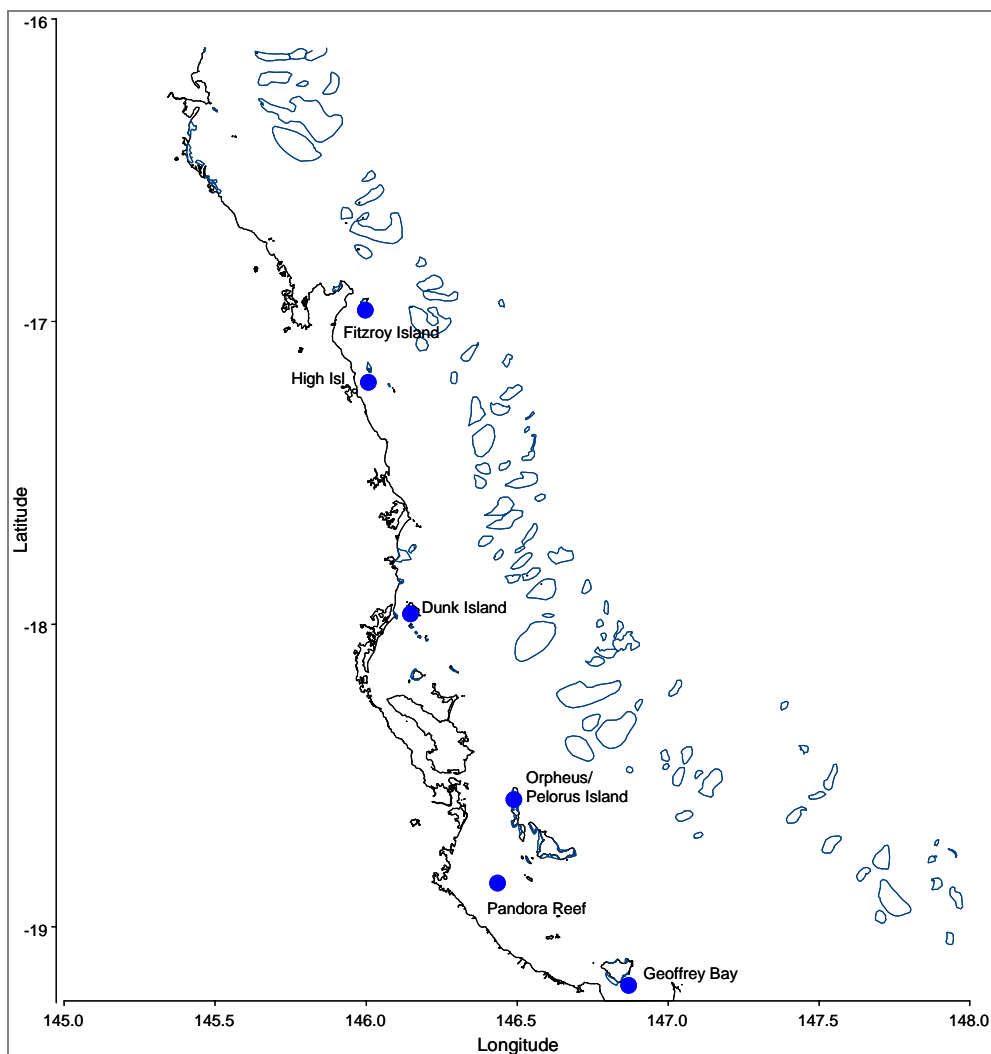 -16
-17
Fitzroy Island
High Isl
Latitude
-18
Dunk Island
Orpheus/
Pelorus Island
Pandora Reef
-19
Geoffrey Bay
145.0 145.5 146.0 146.5 147.0 147.5 148.0
Longitude